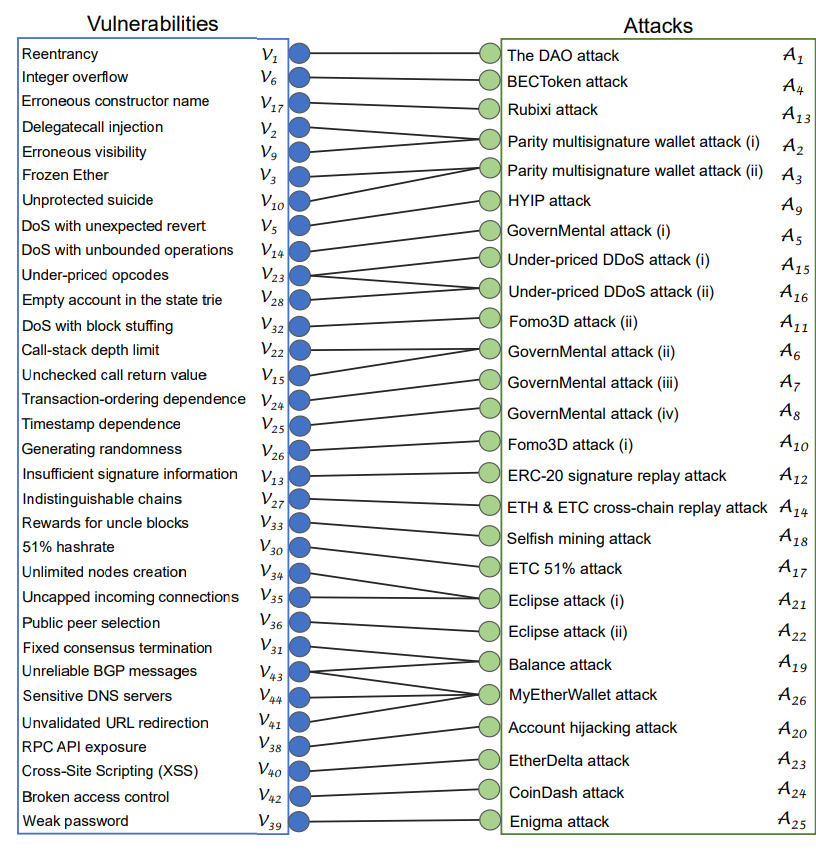 Vulnerabilities Attacks
Reentrancy V1 The DAO attack A1
Integer overflow V6 BECToken attack A4
Erroneous constructor name V17 Rubixi attack A13
Delegatecall injection V2 Parity multisignature wallet attack (i) A2
Erroneous visibility V9 Parity multisignature wallet attack (ii) A3
Frozen Ether V3 HYIP attack A9
Unprotected suicide V10 GovernMental attack (i) A5
DoS with unexpected revert V5 Under-priced DDoS attack (i) A15
DoS with unbounded operations V14 Under-priced DDoS attack (ii) A16
Under-priced opcodes V23 Fomo3D attack (ii) A11
Empty account in the state trie V28 GovernMental attack (ii) A6
DoS with block stuffing V32 GovernMental attack (iii) A7
Call-stack depth limit V22 GovernMental attack (iv) A8
Unchecked call return value V15 Fomo3D attack (i) A10
Transaction-ordering dependence V24 ERC-20 signature replay attack A12
Timestamp dependence V25 ETH & ETC cross-chain replay attack A14
Generating randomness V26 Selfish mining attack A18
Insufficient signature information V13 ETC 51% attack A17
Indistinguishable chains V27 Eclipse attack (i) A21
Rewards for uncle blocks V33 Eclipse attack (ii) A22
51% hashrate V30 Balance attack A19
Unlimited nodes creation V34 MyEtherWallet attack A26
Uncapped incoming connections V35 Account hijacking attack A20
Public peer selection V36 EtherDelta attack A23
Fixed consensus termination V31 CoinDash attack A24
Unreliable BGP messages V43 Enigma attack A25
Sensitive DNS servers V44
Unvalidated URL redirection V41
RPC API exposure V38
Cross-Site Scripting (XSS) V40
Broken access control V42
Weak password V39